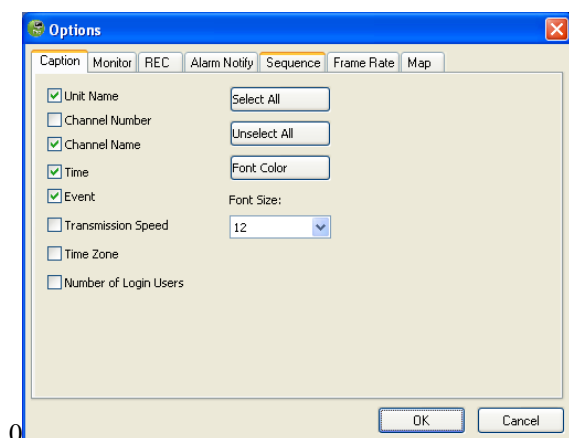 Options
Caption Monitor REC Alarm Notify Sequence Frame Rate Map
Unit Name
Select All
Channel Number
Unselect All
Channel Name
Time
Font Color
Event
Font Size:
Transmission Speed
12
Time Zone
Number of Login Users
OK Cancel
0